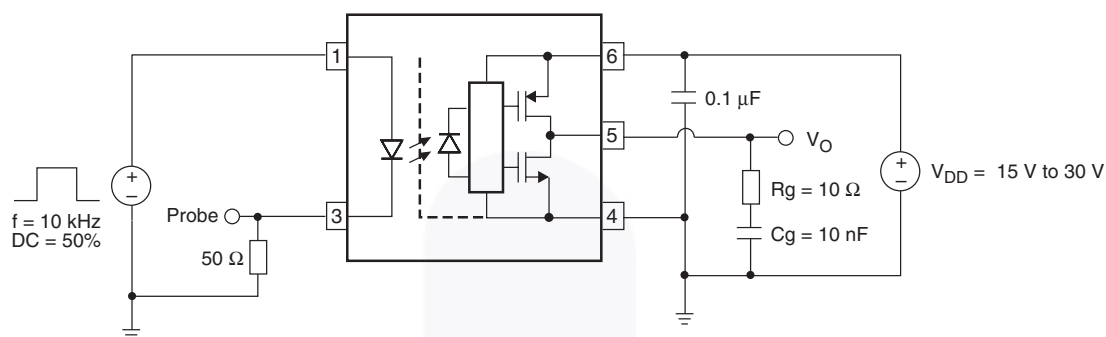 1
6
+
−
f = 10 kHz
DC = 50%
Probe
3
50 Ω
0.1 μF
5
V_O
Rg = 10 Ω
Cg = 10 nF
4
+
−
V_DD = 15 V to 30 V